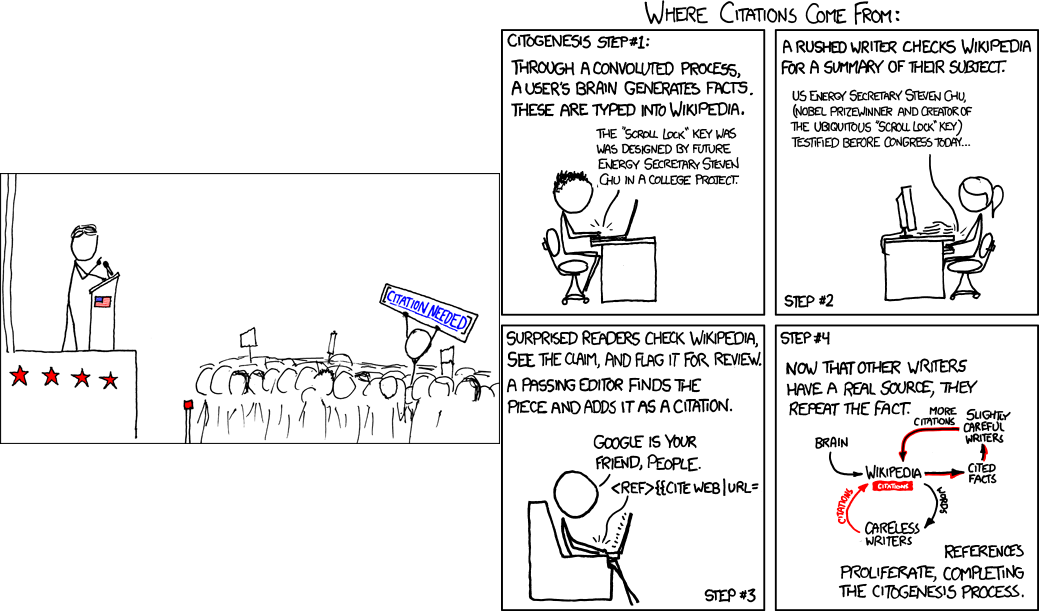 [CITATION NEEDED]
WHERE CITATIONS COME FROM:
CITOGENESIS STEP #1:
THROUGH A CONVOLUTED PROCESS,
A USER'S BRAIN GENERATES FACTS.
THESE ARE TYPED INTO WIKIPEDIA.
THE "SCROLL LOCK" KEY WAS
WAS DESIGNED BY FUTURE
ENERGY SECRETARY STEVEN
CHU IN A COLLEGE PROJECT.
A RUSHED WRITER CHECKS WIKIPEDIA
FOR A SUMMARY OF THEIR SUBJECT.
US ENERGY SECRETARY STEVEN CHU,
(NOBEL PRIZEWINNER AND CREATOR OF
THE UBIQUITOUS "SCROLL LOCK" KEY)
TESTIFIED BEFORE CONGRESS TODAY...
STEP #2
SURPRISED READERS CHECK WIKIPEDIA,
SEE THE CLAIM, AND FLAG IT FOR REVIEW.
A PASSING EDITOR FINDS THE
PIECE AND ADDS IT AS A CITATION.
GOOGLE IS YOUR
FRIEND, PEOPLE.
<REF>{{CITE WEB|URL=
STEP #3
STEP #4
NOW THAT OTHER WRITERS
HAVE A REAL SOURCE, THEY
REPEAT THE FACT.
MORE
CITATIONS
SLIGHTLY
CAREFUL
WRITERS
BRAIN
WIKIPEDIA
CITATIONS
CITED
FACTS
CITATIONS
WORDS
CARELESS
WRITERS
REFERENCES
PROLIFERATE, COMPLETING
THE CITOGENESIS PROCESS.